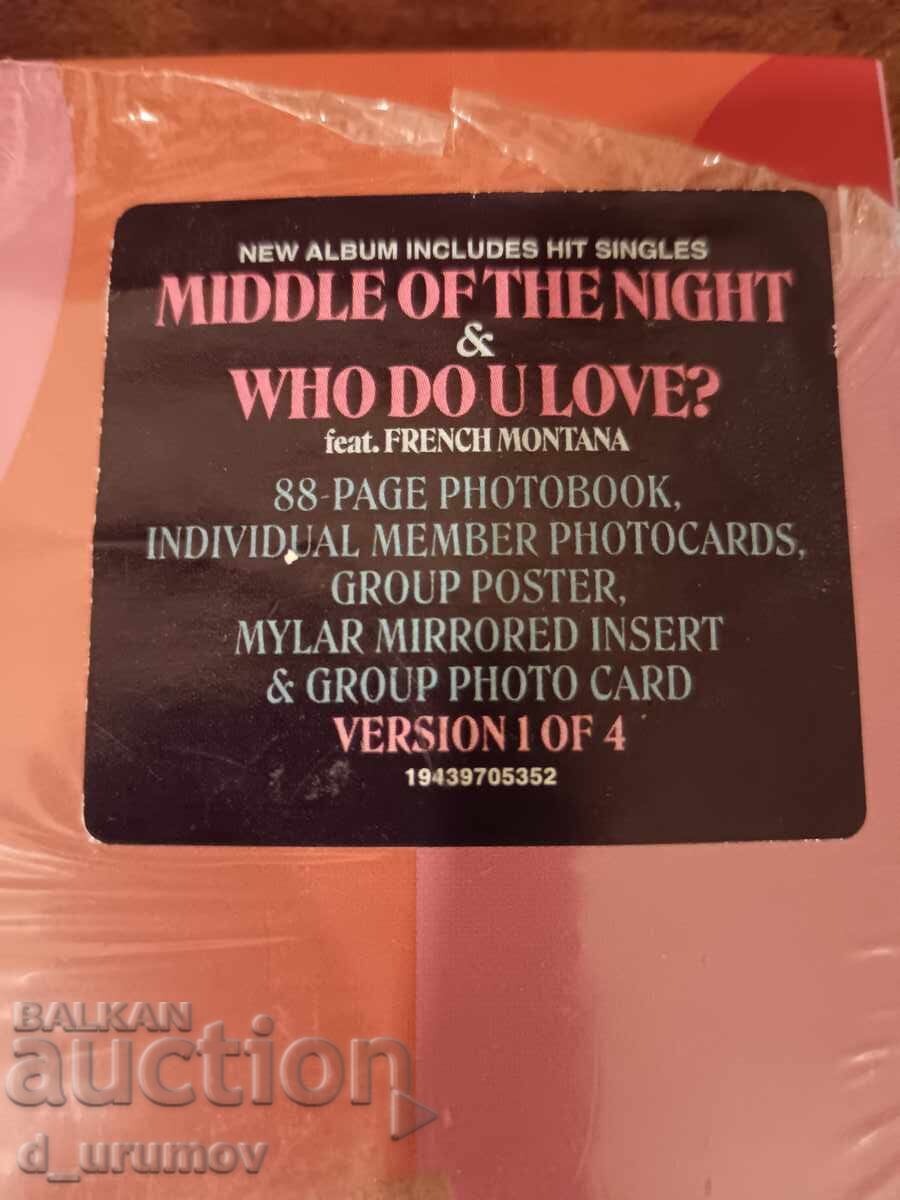 NEW ALBUM INCLUDES HIT SINGLES
MIDDLE OF THE NIGHT
&
WHO DO U LOVE?
feat. FRENCH MONTANA
88-PAGE PHOTOBOOK,
INDIVIDUAL MEMBER PHOTOCARDS,
GROUP POSTER,
MYLAR MIRRORED INSERT
& GROUP PHOTO CARD
VERSION 1 OF 4
19439705352
BALKAN
auction
d_urumov